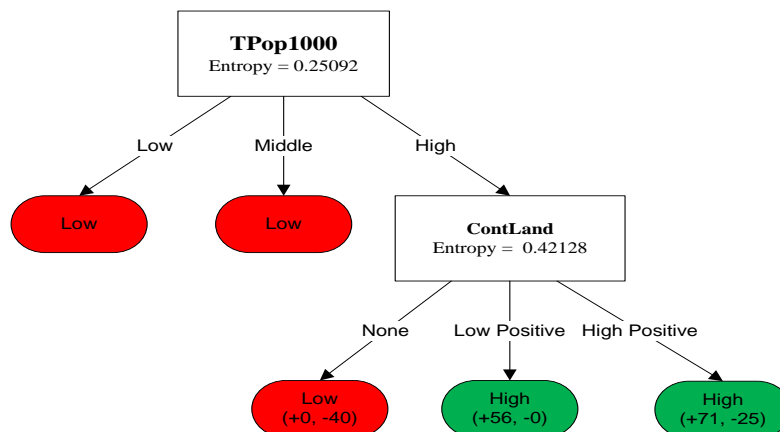 TPop1000
Entropy = 0.25092
Low
Middle
High
Low
Low
ContLand
Entropy =  0.42128
None
Low Positive
High Positive
Low
(+0, -40)
High
(+56, -0)
High
(+71, -25)